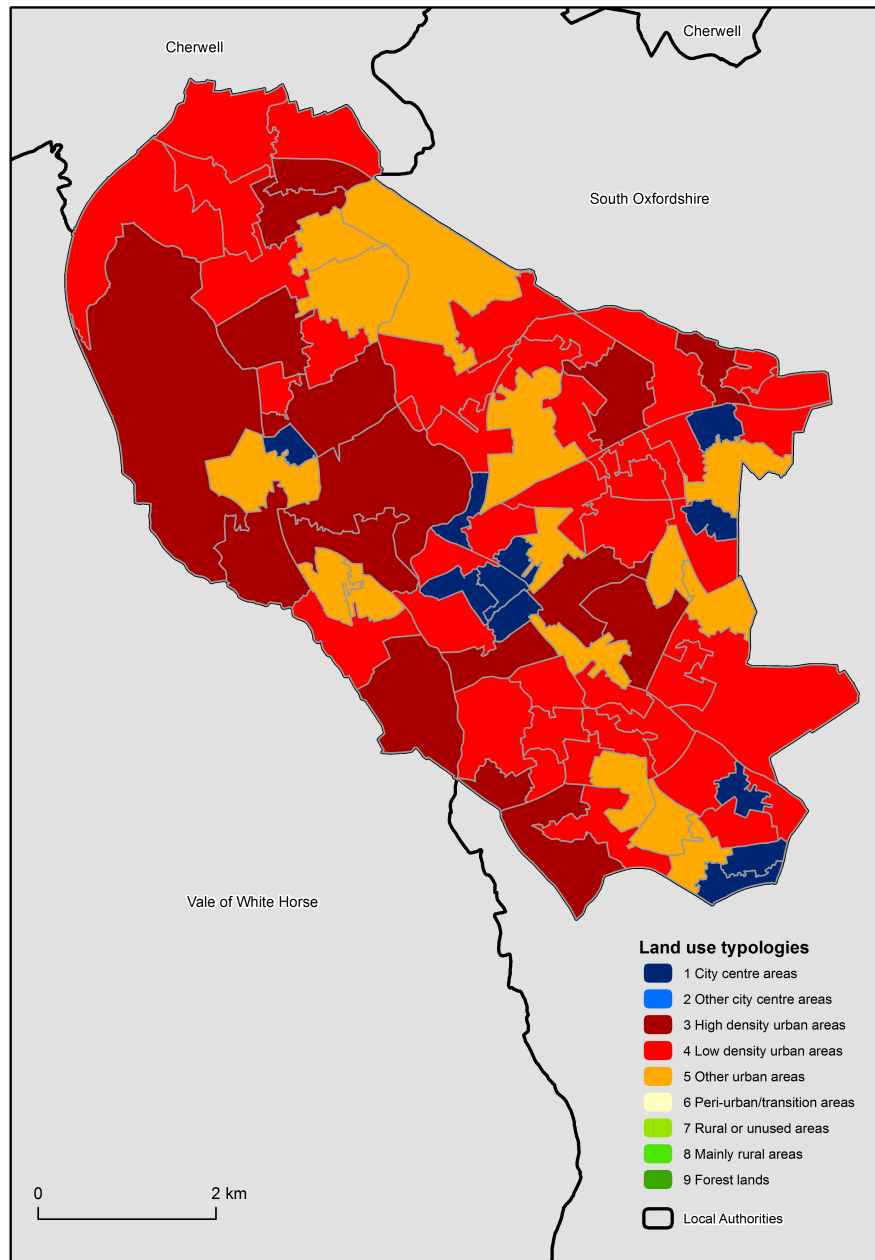 Cherwell
Cherwell
South Oxfordshire
Vale of White Horse
Land use typologies
1 City centre areas
2 Other city centre areas
3 High density urban areas
4 Low density urban areas
5 Other urban areas
6 Peri-urban/transition areas
7 Rural or unused areas
8 Mainly rural areas
9 Forest lands
Local Authorities
0 2 km